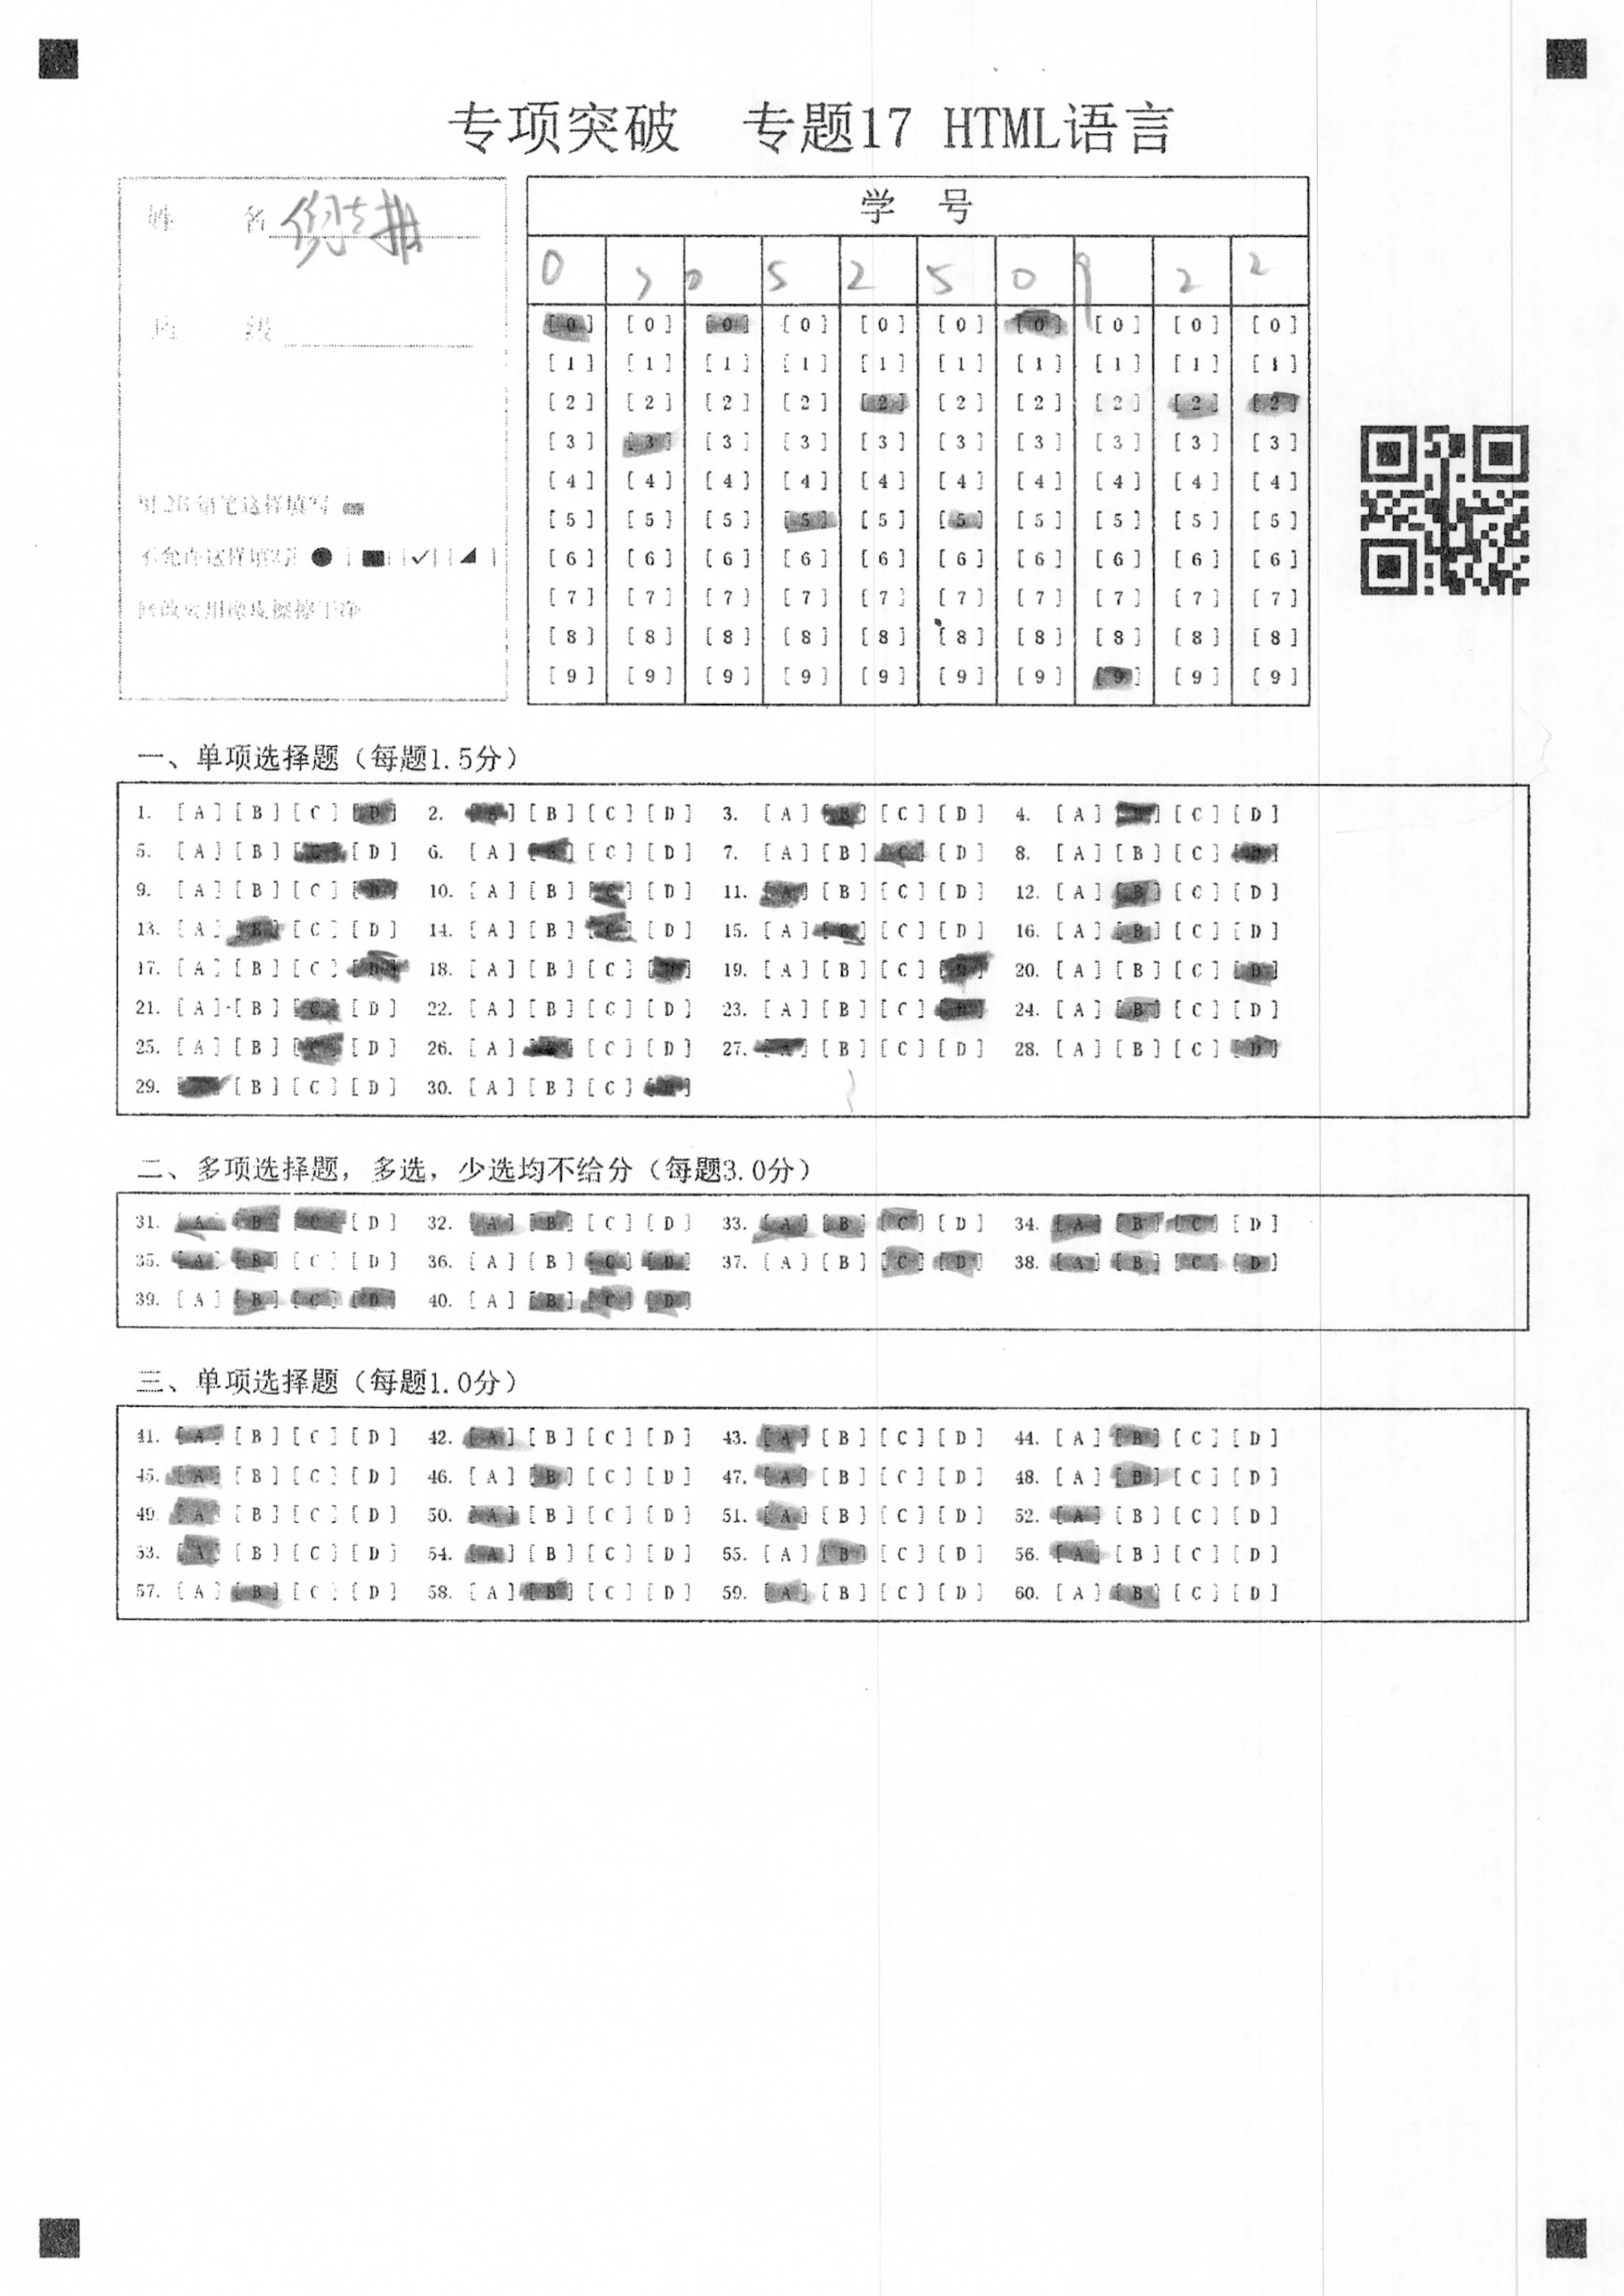 专项突破 专题17 HTML语言
姓 名
学 号
0 3 0 5 2 5 0 9 2 2
[0] [0] [0] [0] [0] [0] [0] [0] [0] [0]
[1] [1] [1] [1] [1] [1] [1] [1] [1] [1]
[2] [2] [2] [2] [2] [2] [2] [2] [2] [2]
[3] [3] [3] [3] [3] [3] [3] [3] [3] [3]
[4] [4] [4] [4] [4] [4] [4] [4] [4] [4]
[5] [5] [5] [5] [5] [5] [5] [5] [5] [5]
[6] [6] [6] [6] [6] [6] [6] [6] [6] [6]
[7] [7] [7] [7] [7] [7] [7] [7] [7] [7]
[8] [8] [8] [8] [8] [8] [8] [8] [8] [8]
[9] [9] [9] [9] [9] [9] [9] [9] [9] [9]
班 级
用2B铅笔这样填写
不允许这样填写
修改要用橡皮擦擦干净
一、单项选择题（每题1.5分）
1. [A] [B] [C] [D] 2. [A] [B] [C] [D] 3. [A] [B] [C] [D] 4. [A] [B] [C] [D]
5. [A] [B] [C] [D] 6. [A] [B] [C] [D] 7. [A] [B] [C] [D] 8. [A] [B] [C] [D]
9. [A] [B] [C] [D] 10. [A] [B] [C] [D] 11. [A] [B] [C] [D] 12. [A] [B] [C] [D]
13. [A] [B] [C] [D] 14. [A] [B] [C] [D] 15. [A] [B] [C] [D] 16. [A] [B] [C] [D]
17. [A] [B] [C] [D] 18. [A] [B] [C] [D] 19. [A] [B] [C] [D] 20. [A] [B] [C] [D]
21. [A] [B] [C] [D] 22. [A] [B] [C] [D] 23. [A] [B] [C] [D] 24. [A] [B] [C] [D]
25. [A] [B] [C] [D] 26. [A] [B] [C] [D] 27. [A] [B] [C] [D] 28. [A] [B] [C] [D]
29. [A] [B] [C] [D] 30. [A] [B] [C] [D]
二、多项选择题，多选，少选均不给分（每题3.0分）
31. [A] [B] [C] [D] 32. [A] [B] [C] [D] 33. [A] [B] [C] [D] 34. [A] [B] [C] [D]
35. [A] [B] [C] [D] 36. [A] [B] [C] [D] 37. [A] [B] [C] [D] 38. [A] [B] [C] [D]
39. [A] [B] [C] [D] 40. [A] [B] [C] [D]
三、单项选择题（每题1.0分）
41. [A] [B] [C] [D] 42. [A] [B] [C] [D] 43. [A] [B] [C] [D] 44. [A] [B] [C] [D]
45. [A] [B] [C] [D] 46. [A] [B] [C] [D] 47. [A] [B] [C] [D] 48. [A] [B] [C] [D]
49. [A] [B] [C] [D] 50. [A] [B] [C] [D] 51. [A] [B] [C] [D] 52. [A] [B] [C] [D]
53. [A] [B] [C] [D] 54. [A] [B] [C] [D] 55. [A] [B] [C] [D] 56. [A] [B] [C] [D]
57. [A] [B] [C] [D] 58. [A] [B] [C] [D] 59. [A] [B] [C] [D] 60. [A] [B] [C] [D]